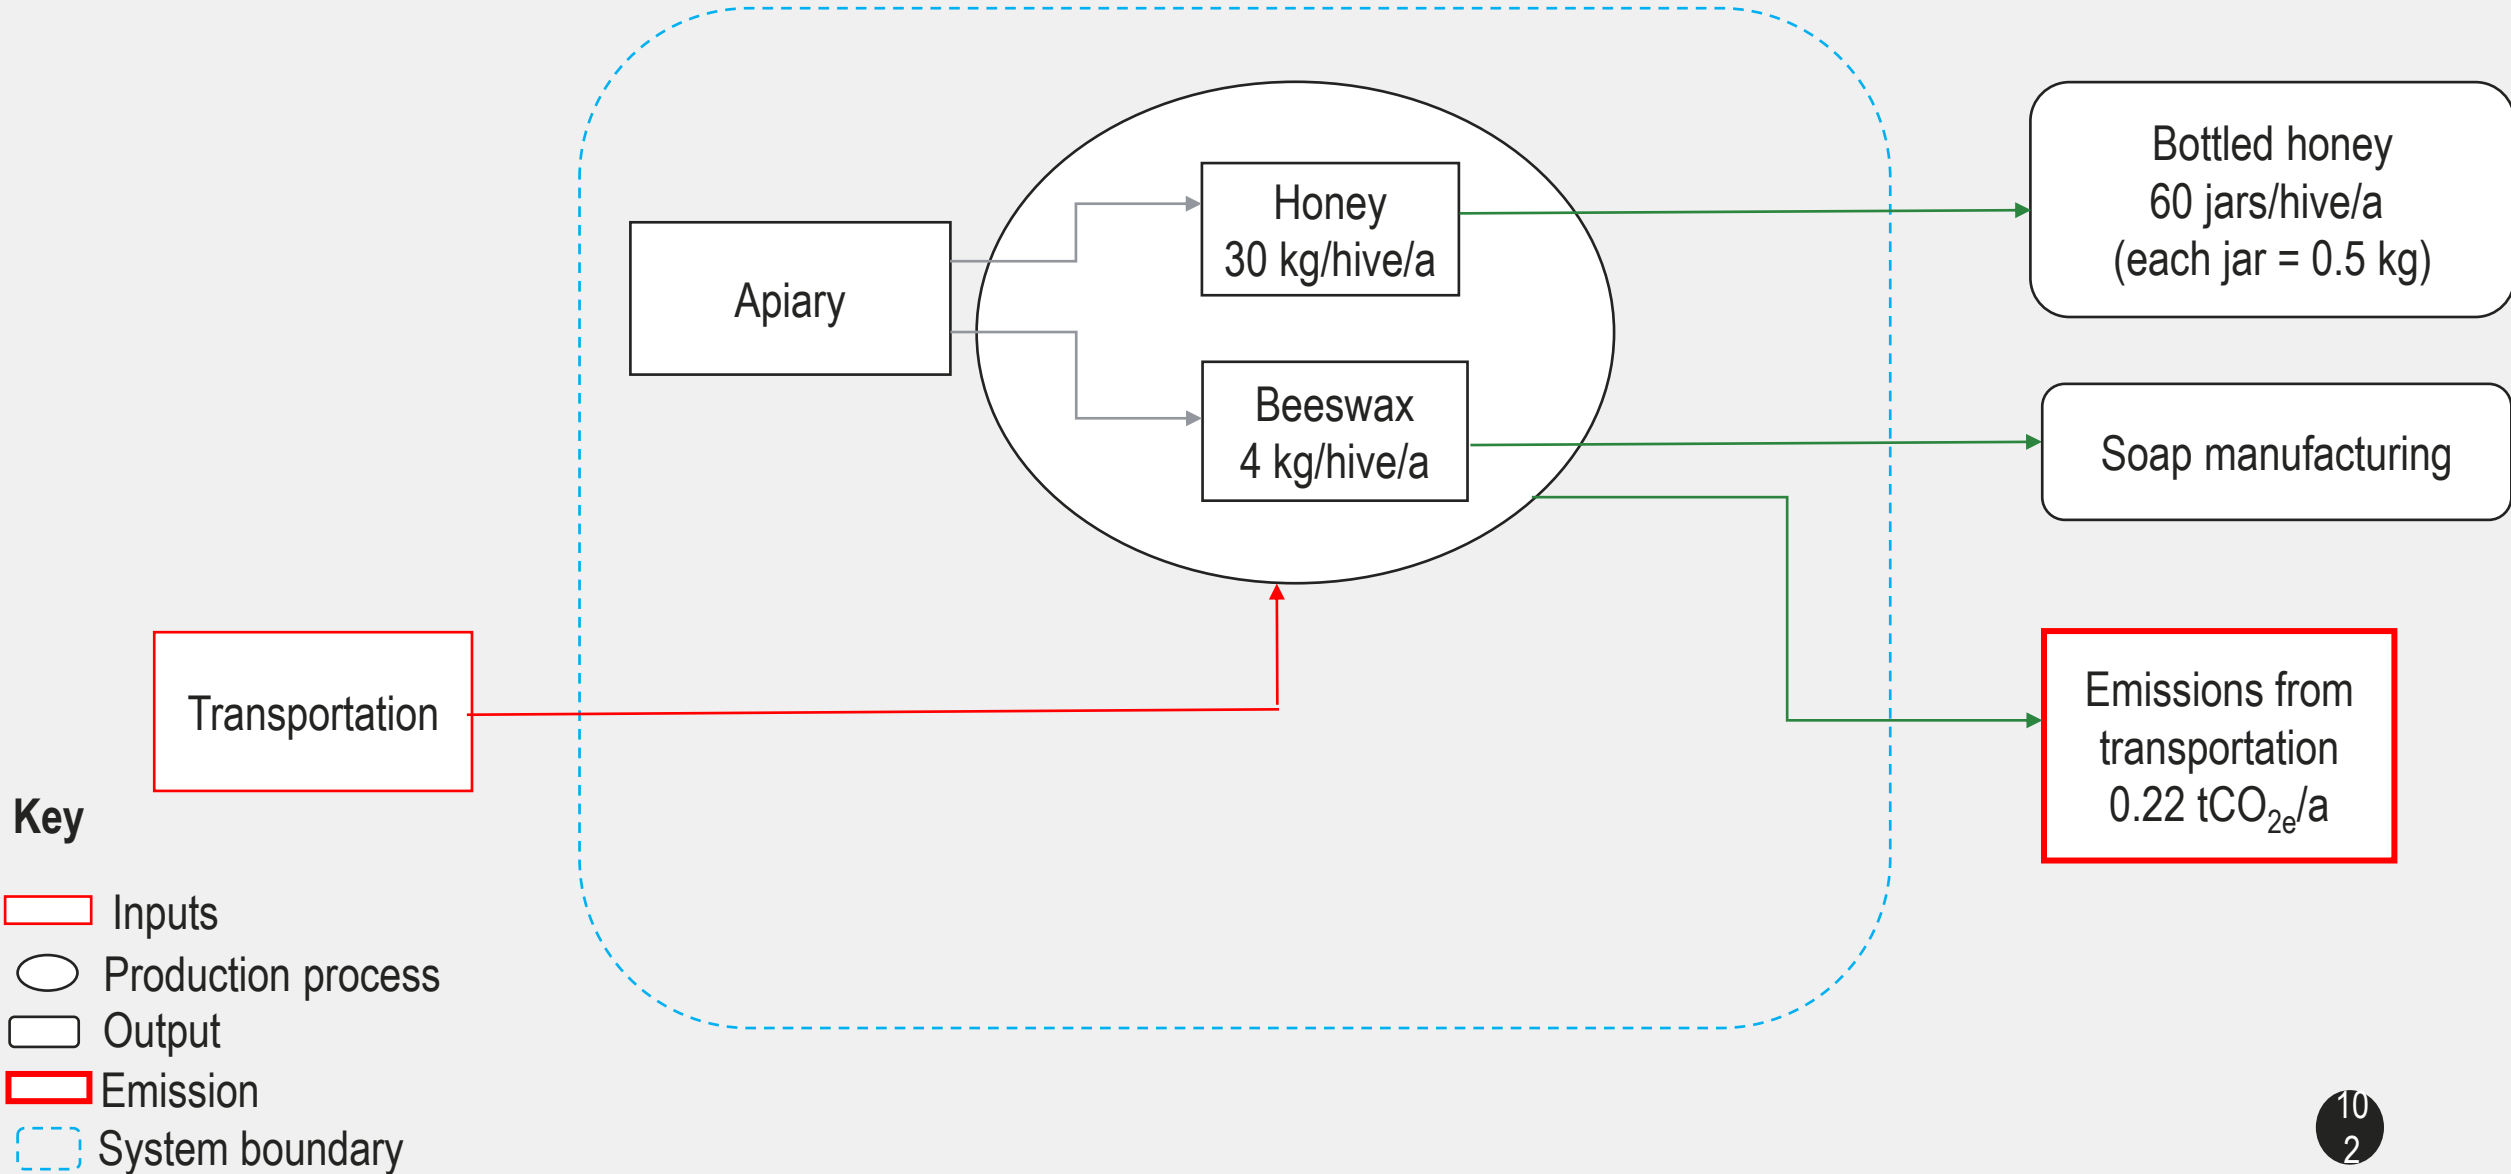 Honey
30 kg/hive/a
Bottled honey
60 jars/hive/a
(each jar = 0.5 kg)
Apiary
Beeswax
4 kg/hive/a
Soap manufacturing
Transportation
Emissions from
transportation
0.22 tCO₂ₑ/a
Key
Inputs
Production process
Output
Emission
System boundary
10
2